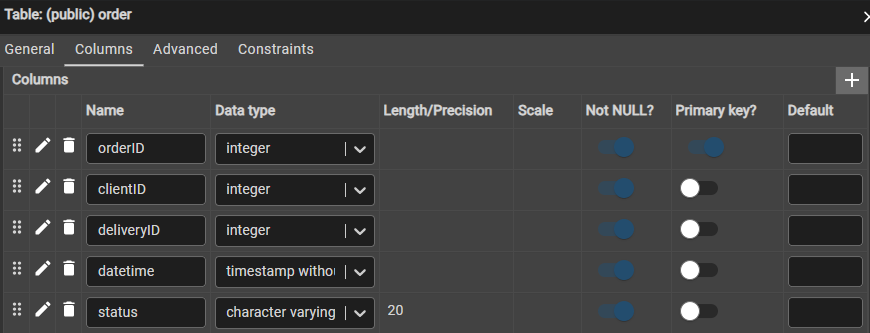 Table: (public) order
General Columns Advanced Constraints
Columns
Name Data type Length/Precision Scale Not NULL? Primary key? Default
orderID integer
clientID integer
deliveryID integer
datetime timestamp withou
status character varying 20